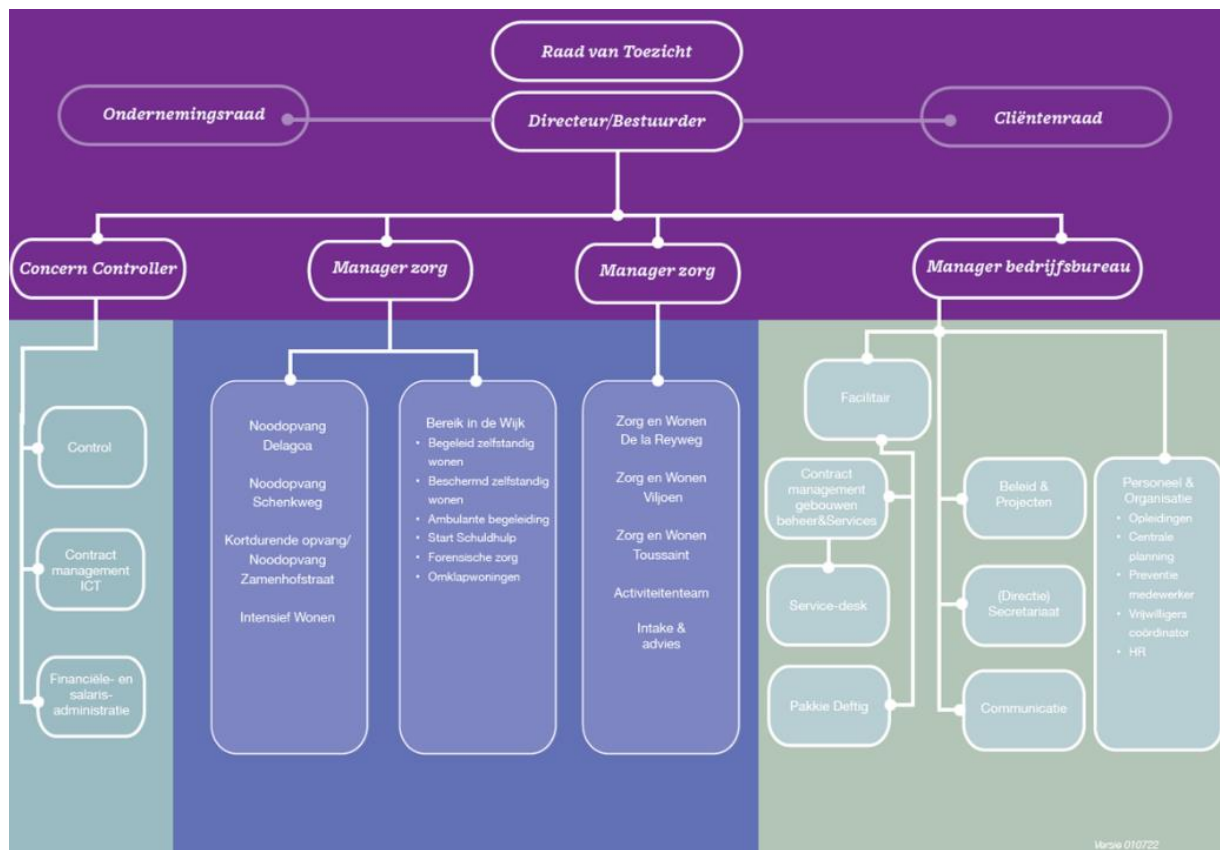 Raad van Toezicht
Ondernemingsraad
Directeur/Bestuurder
Cliëntenraad
Concern Controller
Manager zorg
Manager zorg
Manager bedrijfsbureau
Control
Contract
management
ICT
Financiële- en
salaris-
administratie
Noodopvang
Delagoa
Noodopvang
Schenkweg
Kortdurende opvang/
Noodopvang
Zamenhofstraat
Intensief Wonen
Bereik in de Wijk
• Begeleid zelfstandig
wonen
• Beschermd zelfstandig
wonen
• Ambulante begeleiding
• Start Schuldhulp
• Forensische zorg
• Omklapwoningen
Zorg en Wonen
De la Reyweg
Zorg en Wonen
Viljoen
Zorg en Wonen
Toussaint
Activiteitenteam
Intake &
advies
Facilitair
Contract
management
gebouwen
beheer&Services
Service-desk
Pakkie Deftig
Beleid &
Projecten
(Directie)
Secretariaat
Communicatie
Personeel &
Organisatie
• Opleidingen
• Centrale
planning
• Preventie
medewerker
• Vrijwilligers
coördinator
• HR
Versie 010722